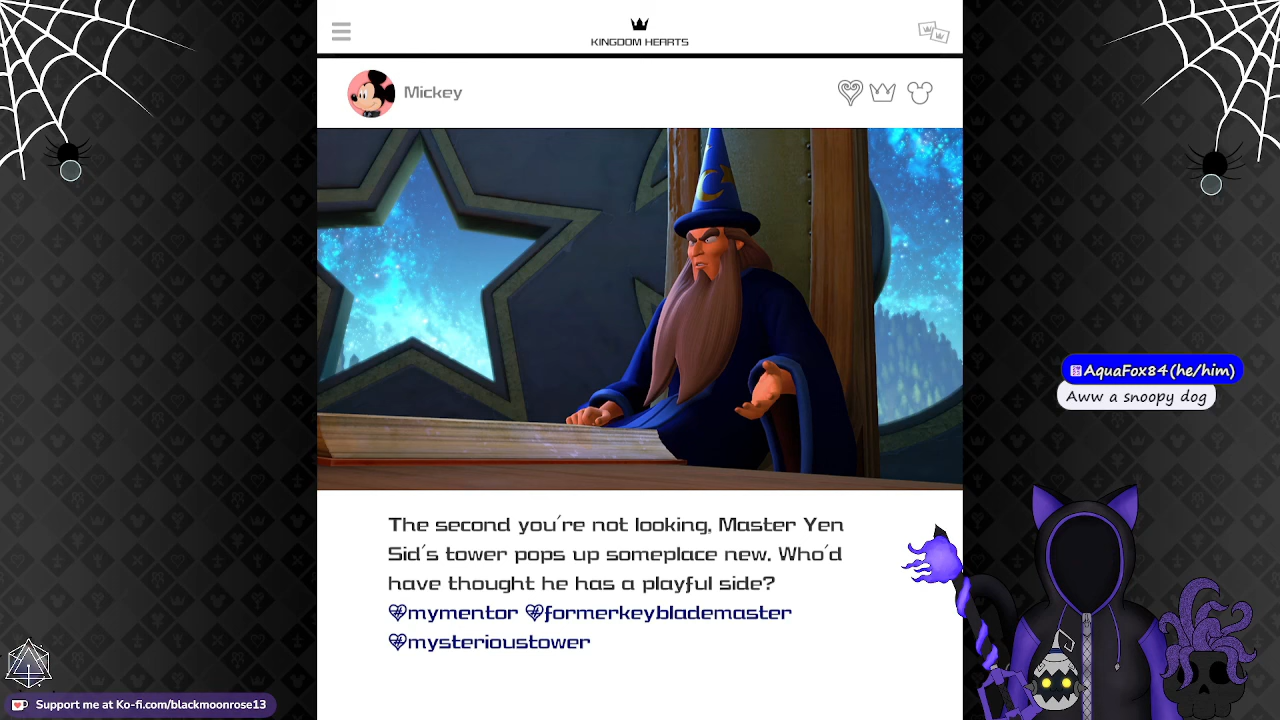 KINGDOM HEARTS
Mickey
The second you're not looking, Master Yen
Sid's tower pops up someplace new. Who'd
have thought he has a playful side?
mymentor formerkeyblademaster
mysterioustower
AquaFox84(he/him)
Aww a snoopy dog
Support me at Ko-fi.com/blackmoonrose13